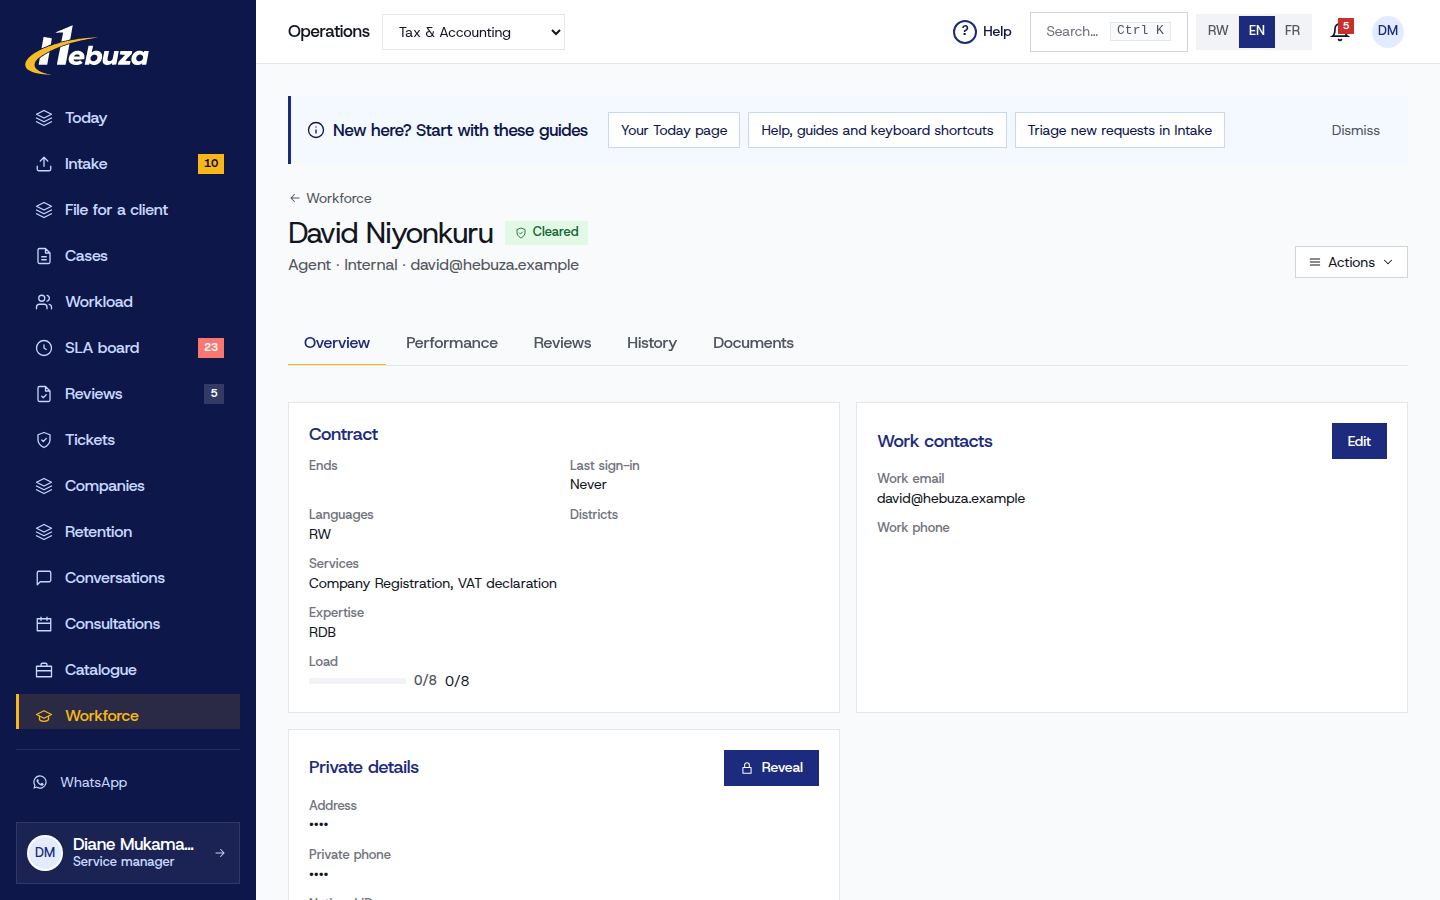 Hebuza
Today
Intake 10
File for a client
Cases
Workload
SLA board 23
Reviews 5
Tickets
Companies
Retention
Conversations
Consultations
Catalogue
Workforce
WhatsApp
DM Diane Mukama...
Service manager
Operations Tax & Accounting ? Help Search... Ctrl K RW EN FR 5 DM
New here? Start with these guides Your Today page Help, guides and keyboard shortcuts Triage new requests in Intake Dismiss
← Workforce
David Niyonkuru Cleared
Agent · Internal · david@hebuza.example
Actions
Overview Performance Reviews History Documents
Contract
Ends Last sign-in
Never
Languages Districts
RW
Services
Company Registration, VAT declaration
Expertise
RDB
Load
0/8 0/8
Work contacts Edit
Work email
david@hebuza.example
Work phone
Private details Reveal
Address
••••
Private phone
••••